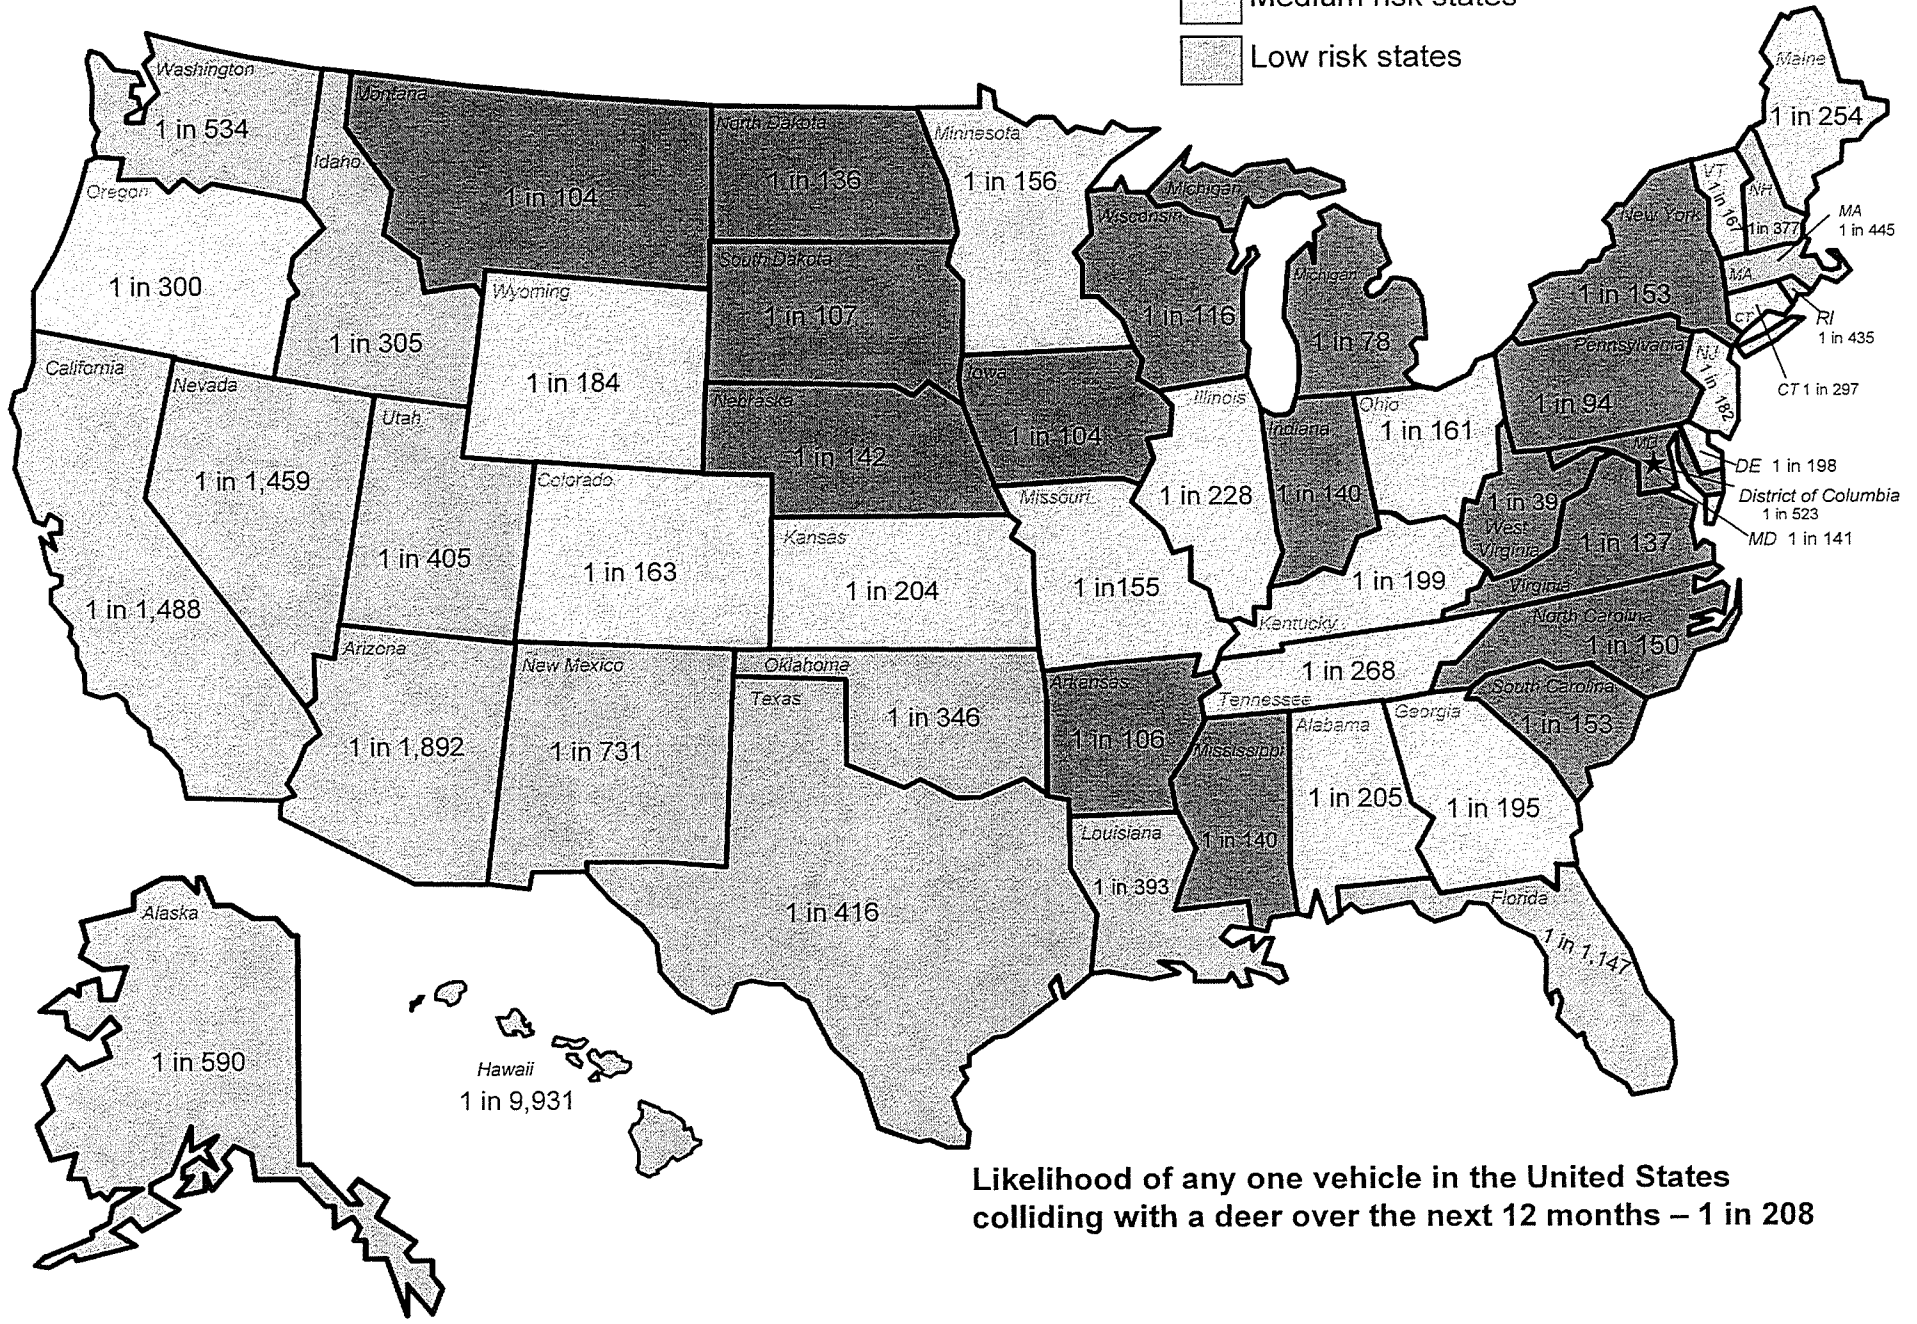 Medium risk states
Low risk states
Washington
1 in 534
Oregon
1 in 300
Idaho
1 in 305
Montana
1 in 104
North Dakota
1 in 136
Minnesota
1 in 156
South Dakota
1 in 107
Wyoming
1 in 184
Nebraska
1 in 142
Iowa
1 in 104
Wisconsin
1 in 116
Michigan
Michigan
1 in 78
California
1 in 1,488
Nevada
1 in 1,459
Utah
1 in 405
Colorado
1 in 163
Kansas
1 in 204
Missouri
1 in155
Illinois
1 in 228
Indiana
1 in 140
Ohio
1 in 161
Pennsylvania
1 in 94
New York
1 in 153
VT
1 in 167
NH
1in 377
Maine
1 in 254
MA
1 in 445
MA
RI
1 in 435
CT
CT 1 in 297
NJ
1 in 182
DE 1 in 198
District of Columbia
1 in 523
MD
MD 1 in 141
1 in 39
West
Virginia
1 in 137
Virginia
Kentucky
1 in 199
North Carolina
1 in 150
Tennessee
1 in 268
South Carolina
1 in 153
Arizona
1 in 1,892
New Mexico
1 in 731
Oklahoma
1 in 346
Texas
1 in 416
Arkansas
1 in 106
Louisiana
1 in 393
Mississippi
1 in 140
Alabama
1 in 205
Georgia
1 in 195
Florida
1 in 1,147
Alaska
1 in 590
Hawaii
1 in 9,931
Likelihood of any one vehicle in the United States
colliding with a deer over the next 12 months – 1 in 208